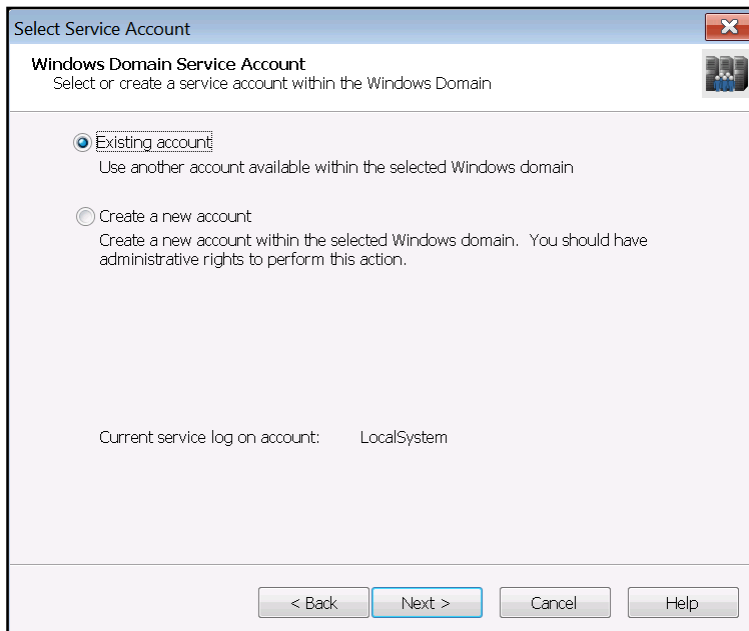 Select Service Account
Windows Domain Service Account
Select or create a service account within the Windows Domain
Existing account
Use another account available within the selected Windows domain
Create a new account
Create a new account within the selected Windows domain.  You should have
administrative rights to perform this action.
Current service log on account:    LocalSystem
< Back    Next >    Cancel    Help